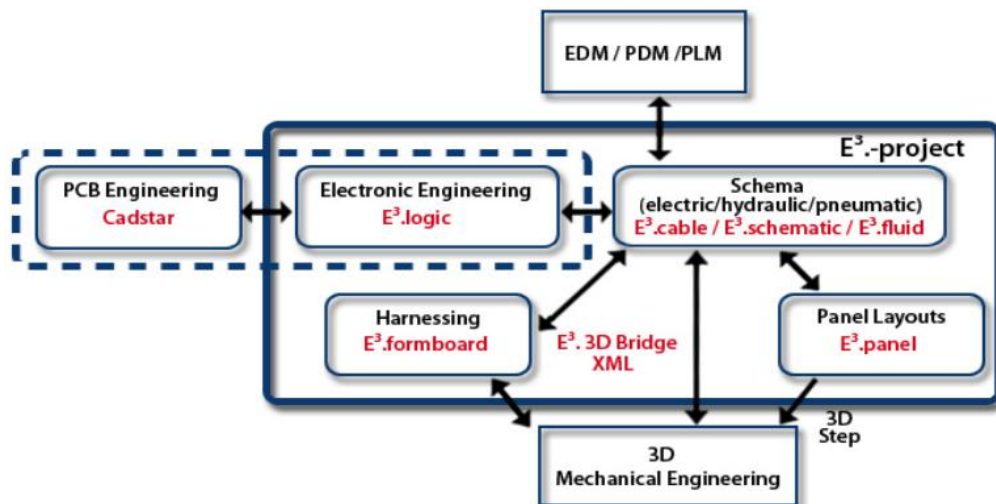 EDM / PDM /PLM
E³.-project
PCB Engineering
Cadstar
Electronic Engineering
E³.logic
Schema
(electric/hydraulic/pneumatic)
E³.cable / E³.schematic / E³.fluid
Harnessing
E³.formboard
E³. 3D Bridge
XML
Panel Layouts
E³.panel
3D
Step
3D
Mechanical Engineering